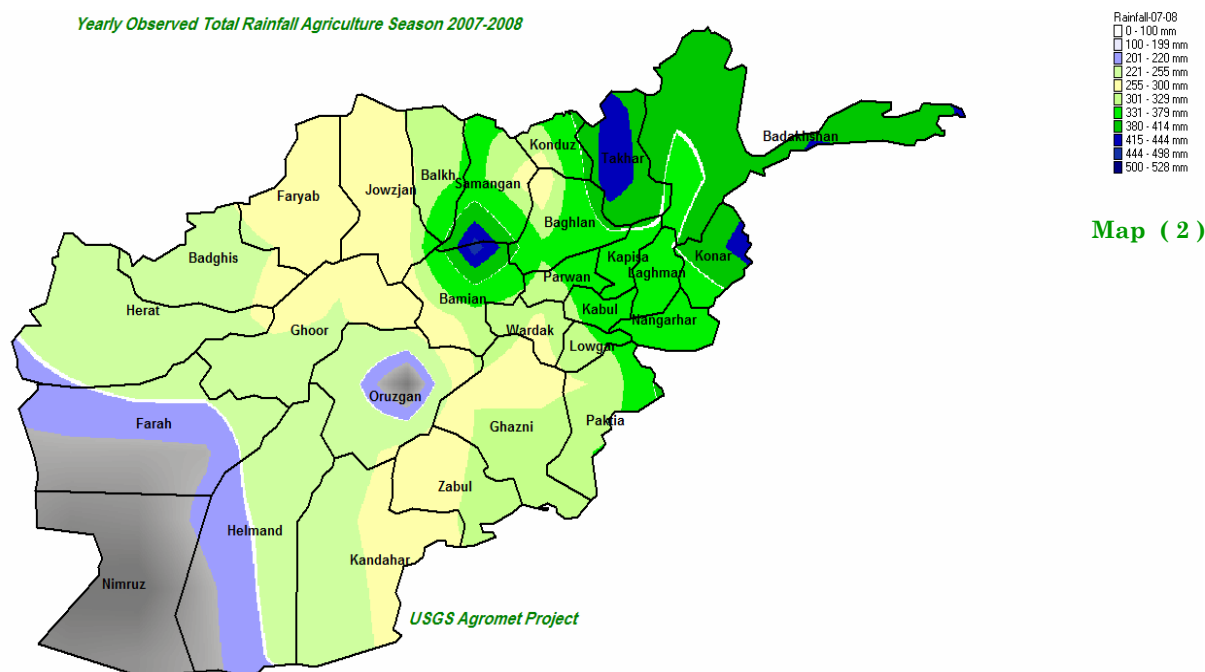 Yearly Observed Total Rainfall Agriculture Season 2007-2008
Rainfall-07-08
0 - 100 mm
100 - 199 mm
201 - 220 mm
221 - 255 mm
255 - 300 mm
301 - 329 mm
331 - 379 mm
380 - 414 mm
415 - 444 mm
444 - 498 mm
500 - 528 mm
Map ( 2 )
Badakhshan
Konduz
Takhar
Balkh
Samangan
Faryab
Jowzjan
Baghlan
Badghis
Kapisa
Konar
Laghman
Parwan
Bamian
Herat
Kabul
Nangarhar
Ghoor
Wardak
Lowgar
Oruzgan
Farah
Ghazni
Paktia
Zabul
Helmand
Kandahar
Nimruz
USGS Agromet Project